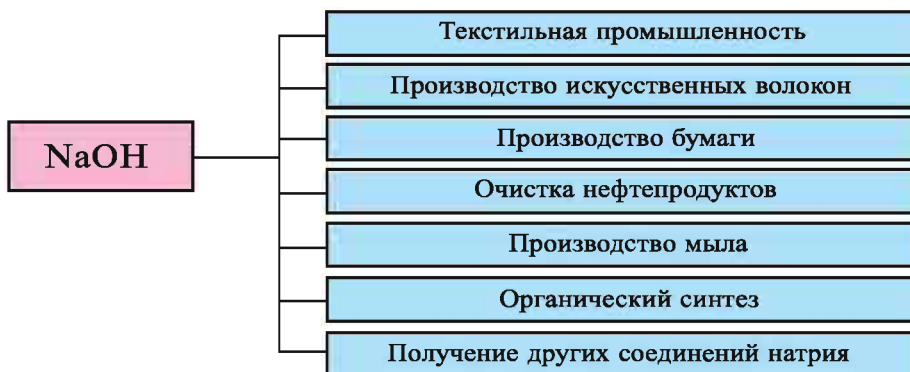 NaOH
Текстильная промышленность
Производство искусственных волокон
Производство бумаги
Очистка нефтепродуктов
Производство мыла
Органический синтез
Получение других соединений натрия